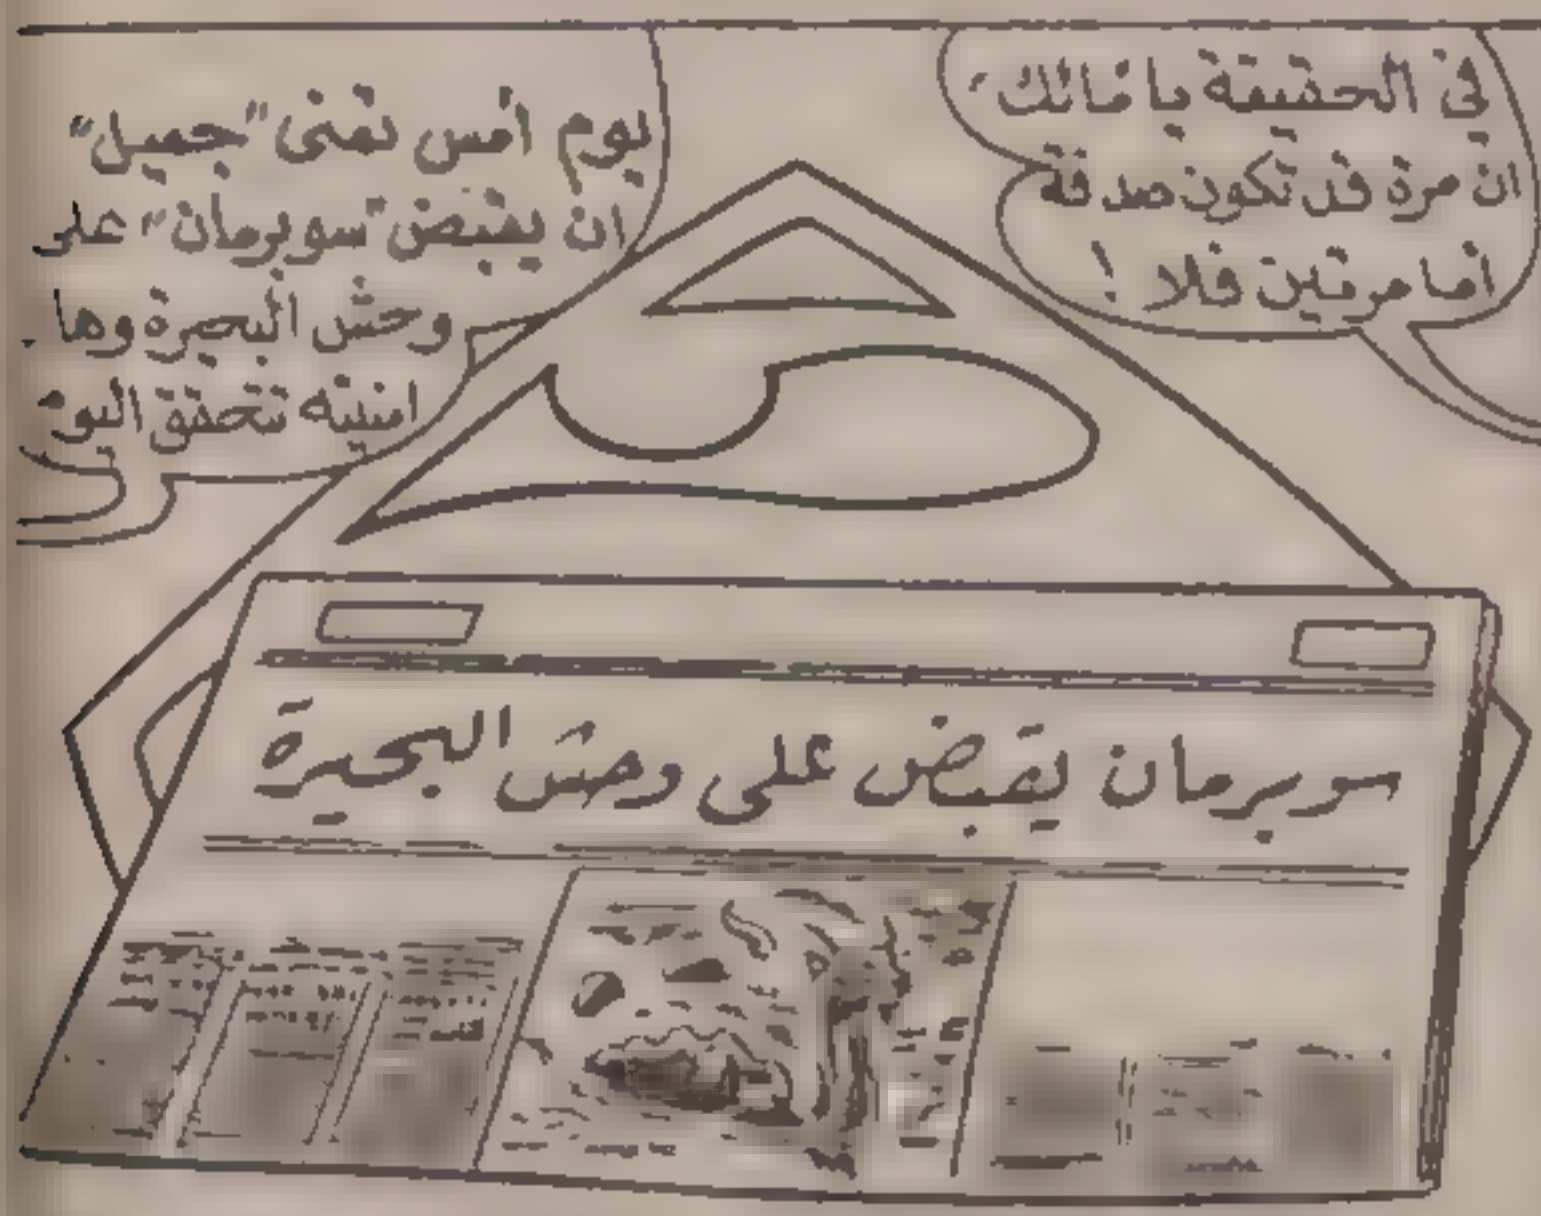 في الحقيقة يا خالك،
ان مرة قد تكون صدفة
أما مرتين فلا !
يوم أمس تمنى "جميل"
ان يقبض "سوبرمان" على
وحش البحيرة وها
امنيته تتحقق اليوم
سوبرمان يقبض على وحش البحيرة